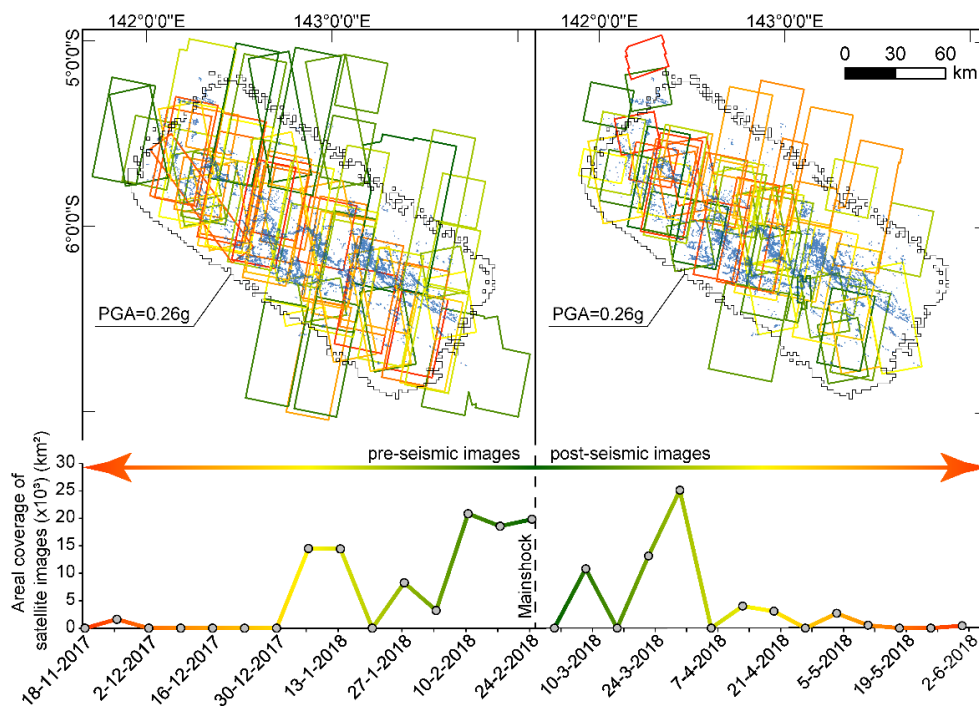 142°0'0"E 143°0'0"E 142°0'0"E 143°0'0"E
5°0'0"S
6°0'0"S
0 30 60
km
PGA=0.26g PGA=0.26g
pre-seismic images post-seismic images
Areal coverage of
satellite images (x10³) (km²)
30
25
20
15
10
5
0
Mainshock
18-11-2017 2-12-2017 16-12-2017 30-12-2017 13-1-2018 27-1-2018 10-2-2018 24-2-2018 10-3-2018 24-3-2018 7-4-2018 21-4-2018 5-5-2018 19-5-2018 2-6-2018